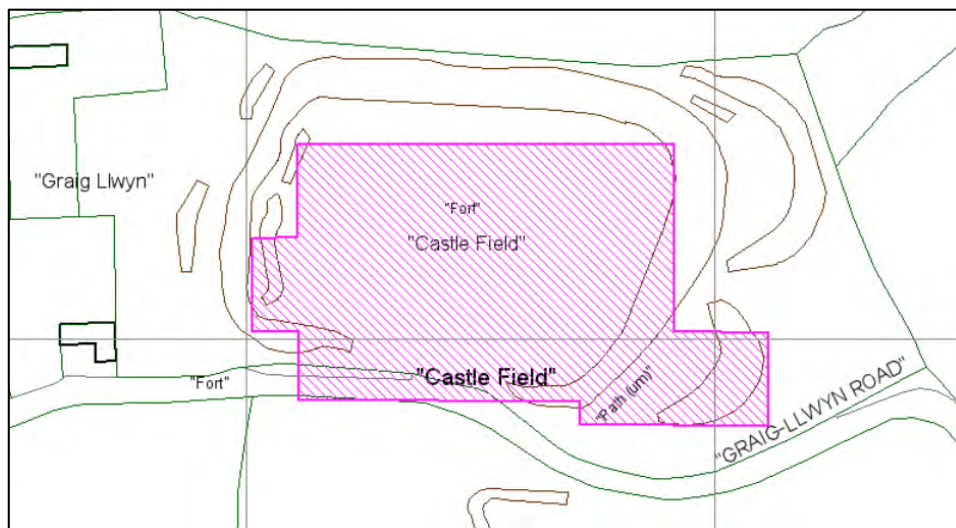 "Graig Llwyn"
"Fort"
"Castle Field"
"Fort"
"Castle Field"
"Path (um)"
"GRAIG-LLWYN ROAD"